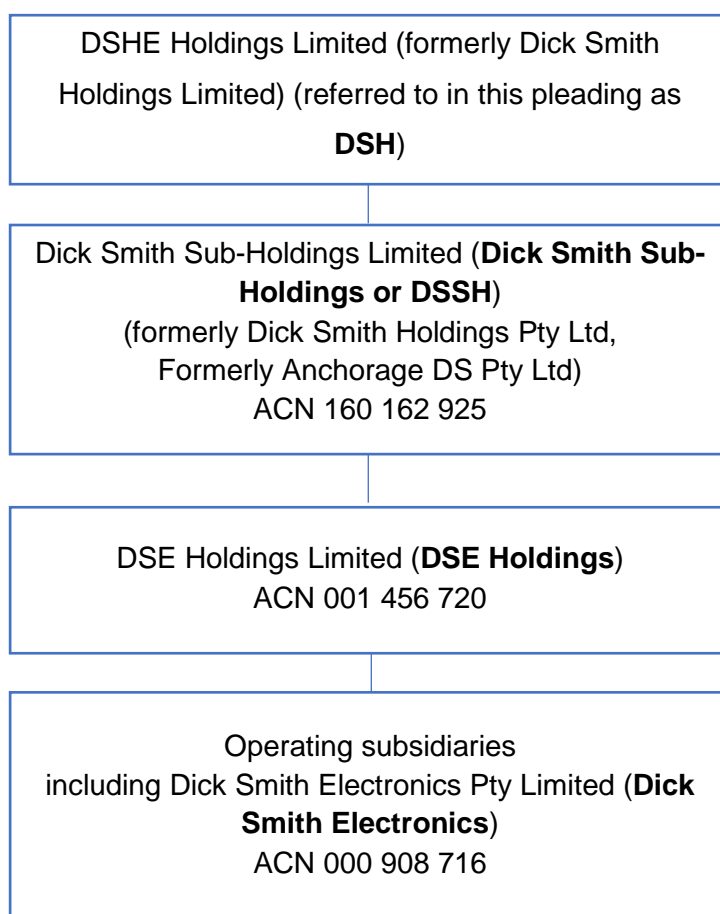 DSHE Holdings Limited (formerly Dick Smith
Holdings Limited) (referred to in this pleading as
DSH)
Dick Smith Sub-Holdings Limited (Dick Smith Sub-
Holdings or DSSH)
(formerly Dick Smith Holdings Pty Ltd,
Formerly Anchorage DS Pty Ltd)
ACN 160 162 925
DSE Holdings Limited (DSE Holdings)
ACN 001 456 720
Operating subsidiaries
including Dick Smith Electronics Pty Limited (Dick
Smith Electronics)
ACN 000 908 716